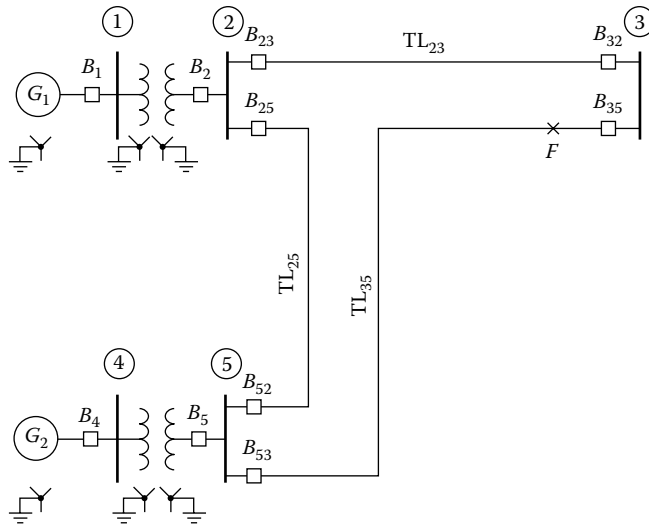 1
2
3
B₂₃
TL₂₃
B₃₂
B₁
B₂
G₁
B₂₅
B₃₅
F
TL₂₅
TL₃₅
4
5
B₅₂
B₄
B₅
G₂
B₅₃